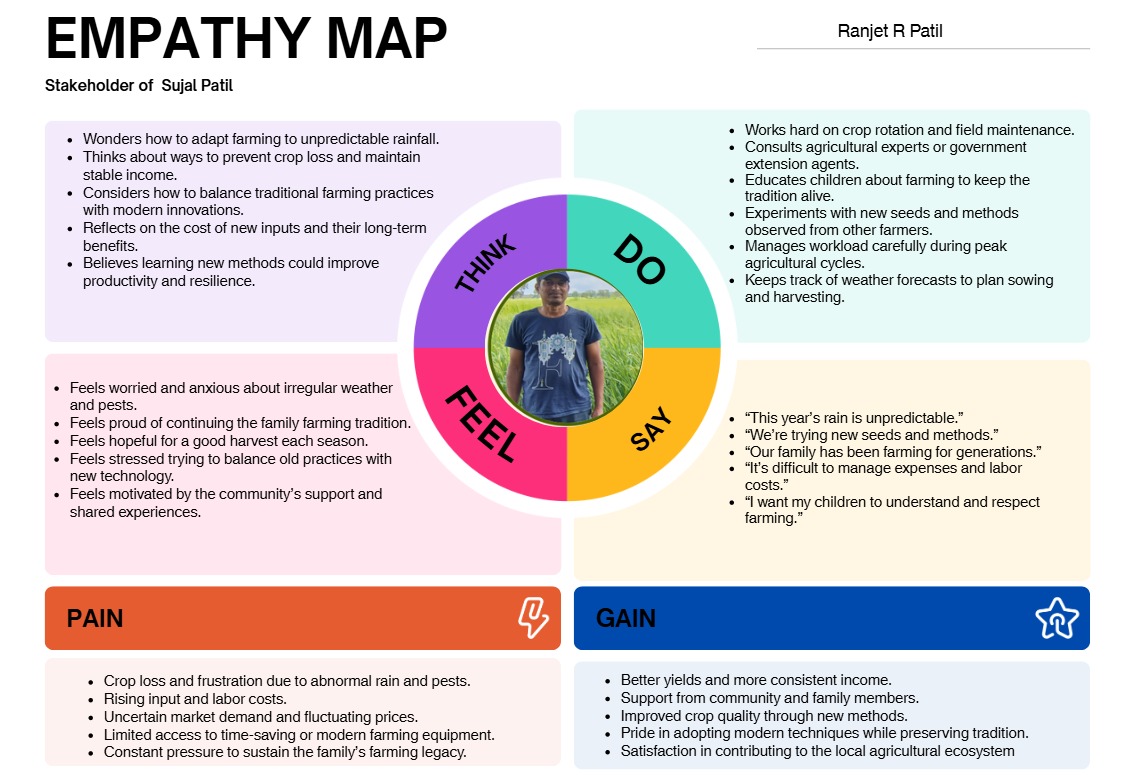 EMPATHY MAP
Ranjet R Patil
Stakeholder of  Sujal Patil
• Wonders how to adapt farming to unpredictable rainfall.
• Thinks about ways to prevent crop loss and maintain
stable income.
• Considers how to balance traditional farming practices
with modern innovations.
• Reflects on the cost of new inputs and their long-term
benefits.
• Believes learning new methods could improve
productivity and resilience.
• Works hard on crop rotation and field maintenance.
• Consults agricultural experts or government
extension agents.
• Educates children about farming to keep the
tradition alive.
• Experiments with new seeds and methods
observed from other farmers.
• Manages workload carefully during peak
agricultural cycles.
• Keeps track of weather forecasts to plan sowing
and harvesting.
THINK
DO
FEEL
SAY
• Feels worried and anxious about irregular weather
and pests.
• Feels proud of continuing the family farming tradition.
• Feels hopeful for a good harvest each season.
• Feels stressed trying to balance old practices with
new technology.
• Feels motivated by the community’s support and
shared experiences.
• “This year’s rain is unpredictable.”
• “We’re trying new seeds and methods.”
• “Our family has been farming for generations.”
• “It’s difficult to manage expenses and labor
costs.”
• “I want my children to understand and respect
farming.”
PAIN
GAIN
• Crop loss and frustration due to abnormal rain and pests.
• Rising input and labor costs.
• Uncertain market demand and fluctuating prices.
• Limited access to time-saving or modern farming equipment.
• Constant pressure to sustain the family’s farming legacy.
• Better yields and more consistent income.
• Support from community and family members.
• Improved crop quality through new methods.
• Pride in adopting modern techniques while preserving tradition.
• Satisfaction in contributing to the local agricultural ecosystem